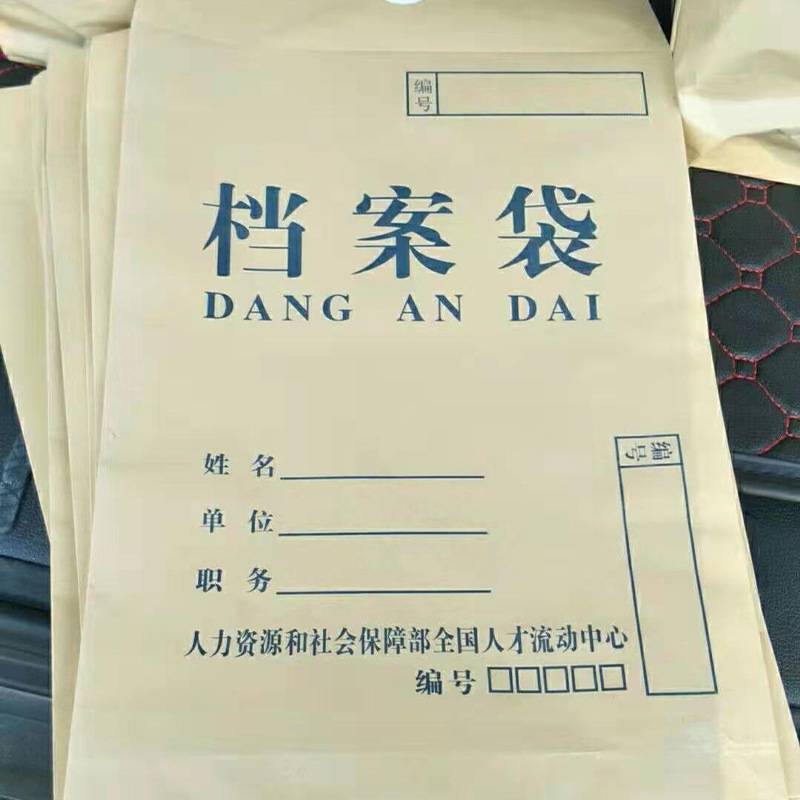 编号
档案袋
DANG AN DAI
姓名
编号
单位
职务
人力资源和社会保障部全国人才流动中心
编号□□□□□